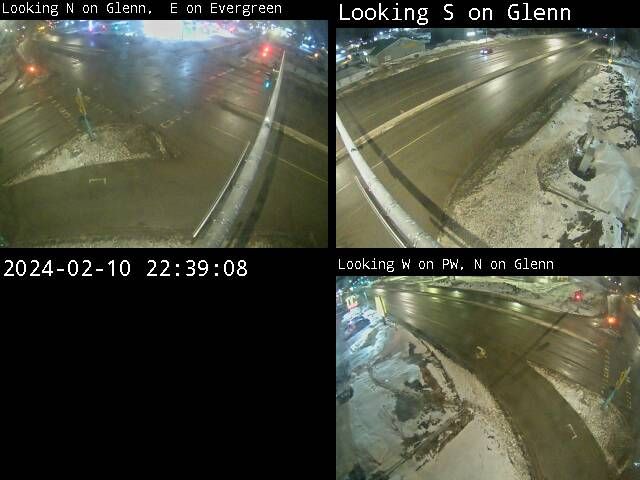 Looking N on Glenn, E on Evergreen
Looking S on Glenn
2024-02-10 22:39:08
Looking W on PW, N on Glenn